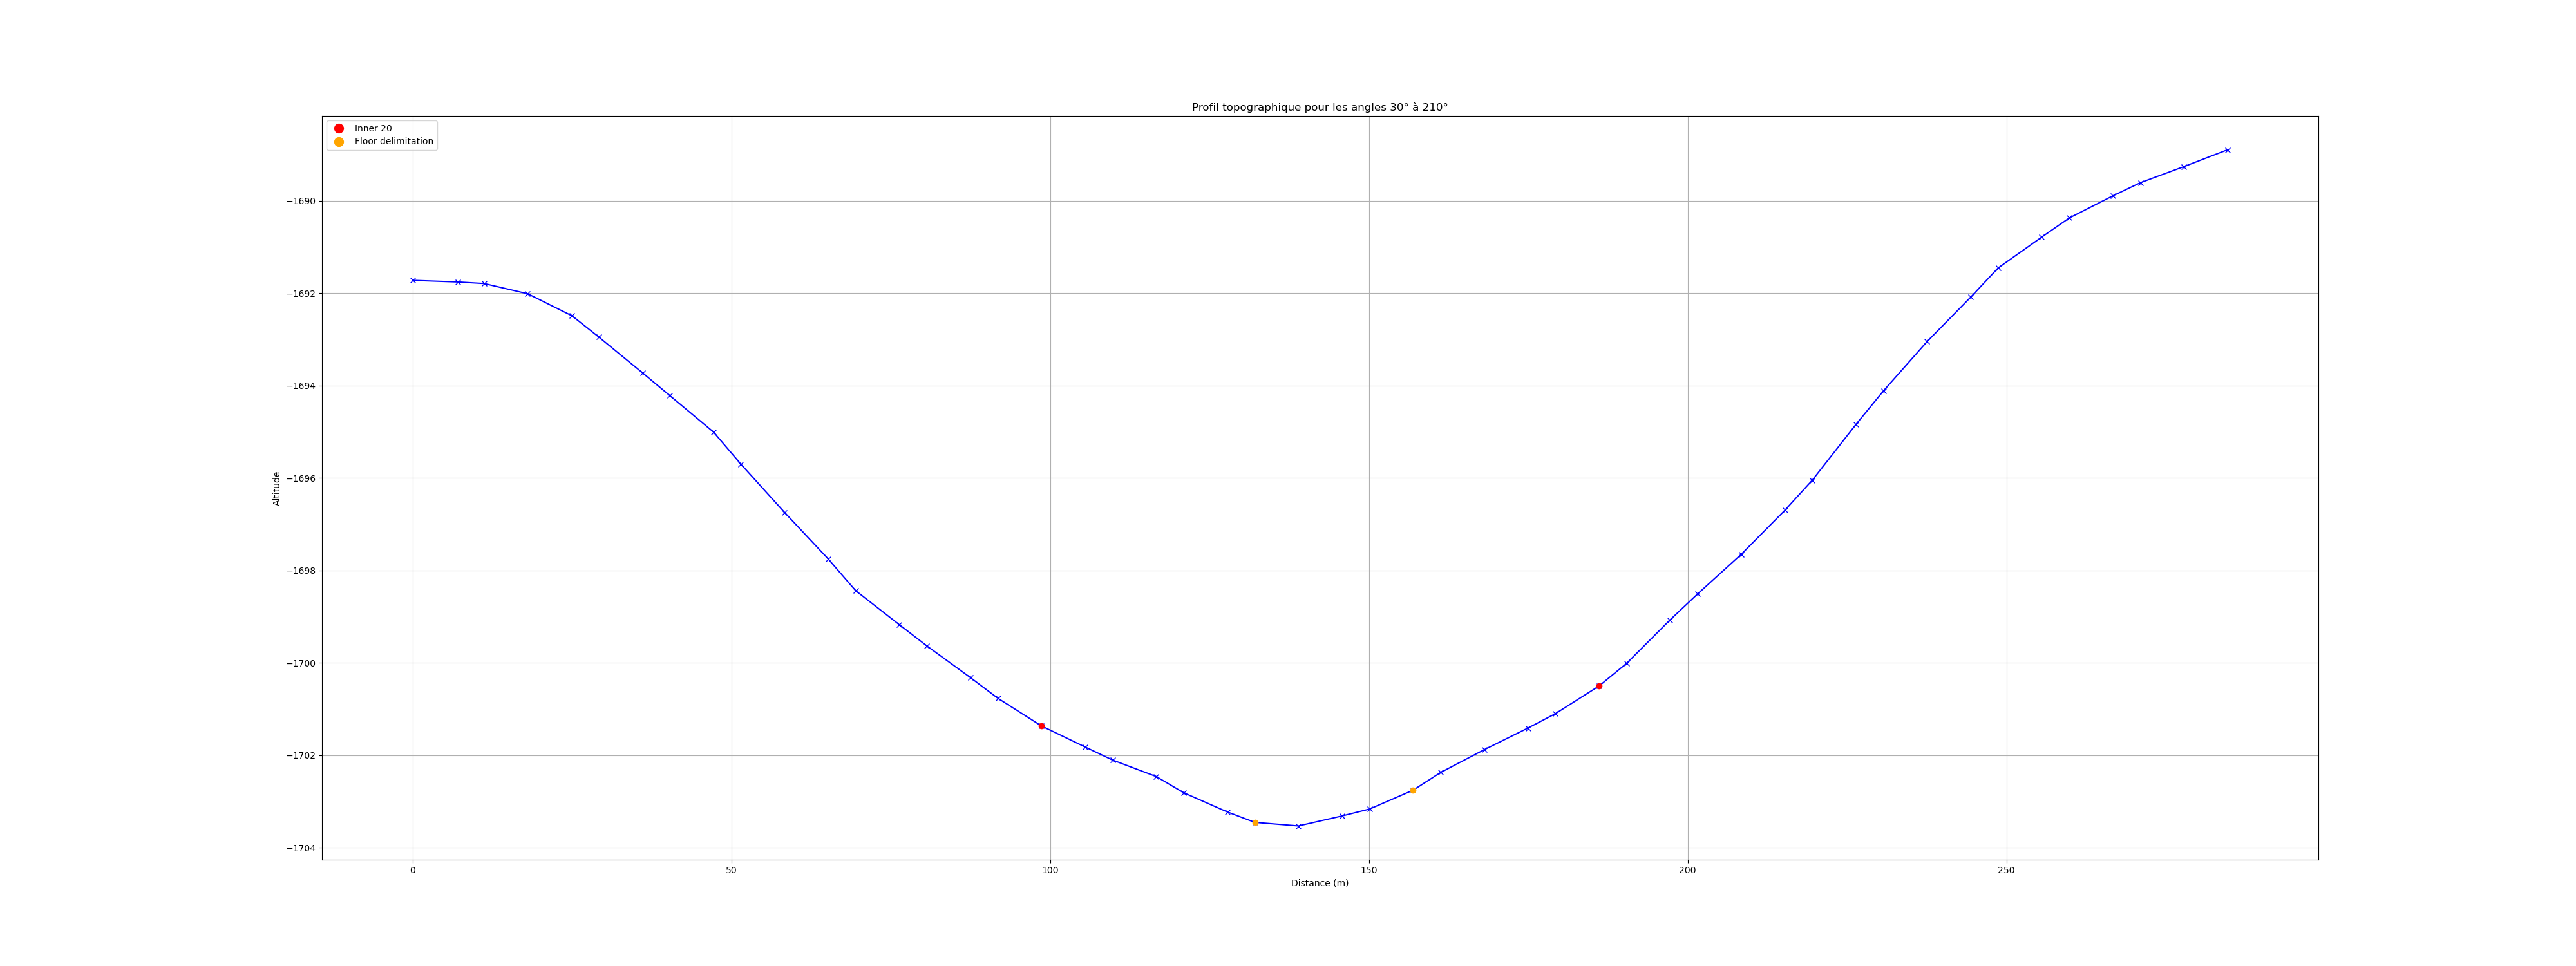 Profil topographique pour les angles 30° à 210°
Inner 20
Floor delimitation
Altitude
−1690
−1692
−1694
−1696
−1698
−1700
−1702
−1704
0
50
100
150
200
250
Distance (m)